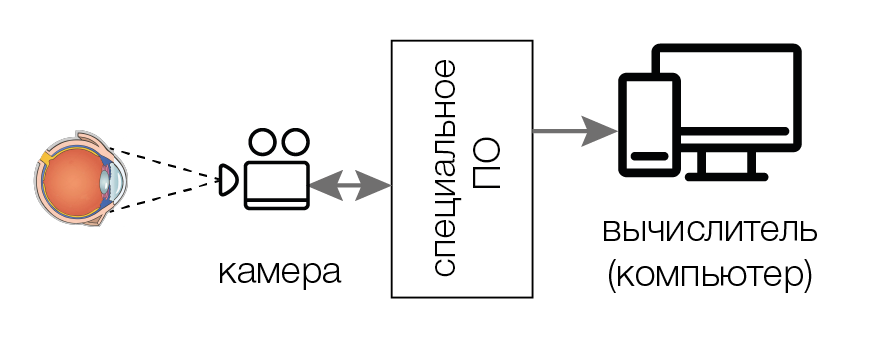 камера
специальное
ПО
вычислитель
(компьютер)